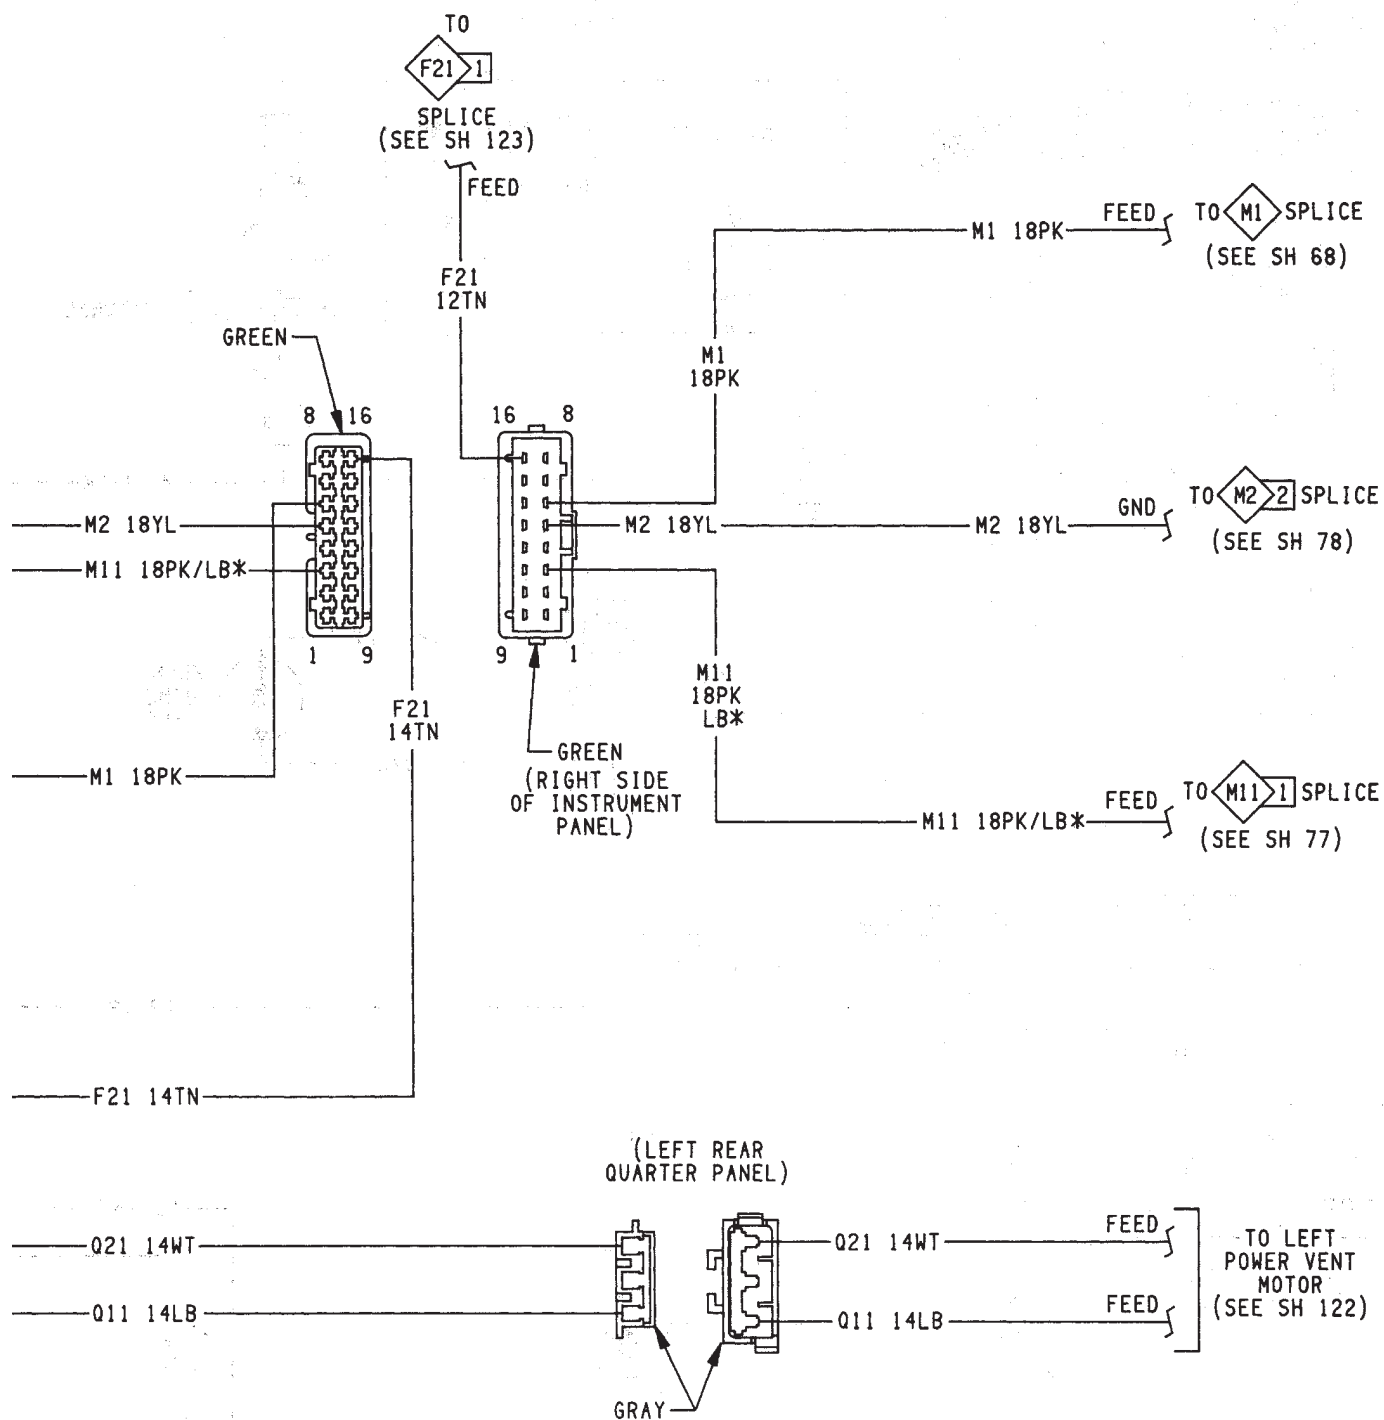 TO
F21 1
SPLICE
(SEE SH 123)
FEED
F21
12TN
FEED
TO M1 SPLICE
(SEE SH 68)
M1 18PK
GREEN
M1
18PK
8 16
16 8
GND
TO M2 2 SPLICE
(SEE SH 78)
M2 18YL
M2 18YL
M2 18YL
M11 18PK/LB*
1 9
9 1
M11
18PK
LB*
F21
14TN
GREEN
(RIGHT SIDE
OF INSTRUMENT
PANEL)
M1 18PK
FEED
TO M11 1 SPLICE
(SEE SH 77)
M11 18PK/LB*
F21 14TN
(LEFT REAR
QUARTER PANEL)
Q21 14WT
Q21 14WT
FEED
TO LEFT
POWER VENT
MOTOR
(SEE SH 122)
Q11 14LB
Q11 14LB
FEED
GRAY